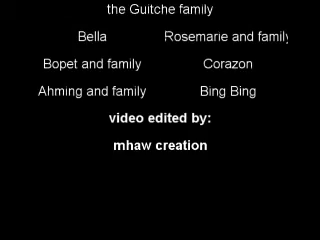 the Guitche family
Bella Rosemarie and family
Bopet and family Corazon
Ahming and family Bing Bing
video edited by:
mhaw creation